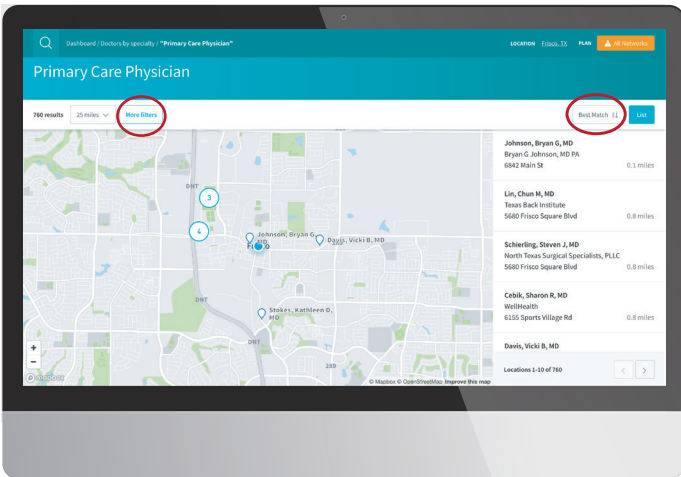 Dashboard / Doctors by specialty / "Primary Care Physician"
LOCATION Frisco, TX PLAN All Networks
Primary Care Physician
760 results 25 miles More filters Best Match List
Johnson, Bryan G, MD
Bryan G Johnson, MD PA
6842 Main St 0.1 miles
Lin, Chun M, MD
Texas Back Institute
5680 Frisco Square Blvd 0.8 miles
Schierling, Steven J, MD
North Texas Surgical Specialists, PLLC
5680 Frisco Square Blvd 0.8 miles
Cebik, Sharon R, MD
WellHealth
6155 Sports Village Rd 0.8 miles
Davis, Vicki B, MD
Locations 1-10 of 760
DNT
3
4
Johnson, Bryan G,
MD
Davis, Vicki B, MD
DNT
Stokes, Kathleen D,
MD
DNT
289
+
−
mapbox
© Mapbox © OpenStreetMap Improve this map